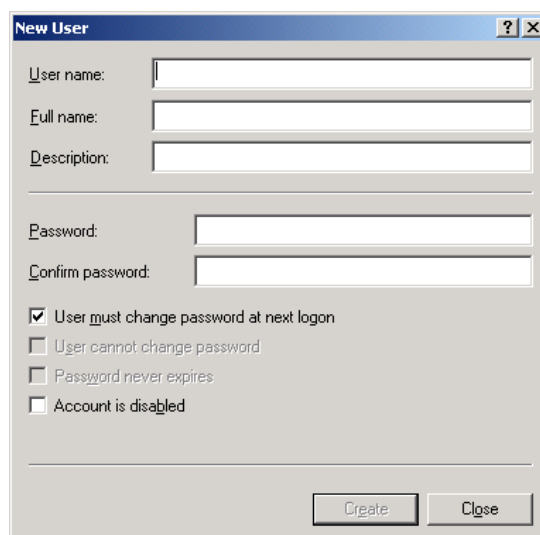 New User
User name:
Full name:
Description:
Password:
Confirm password:
User must change password at next logon
User cannot change password
Password never expires
Account is disabled
Create Close